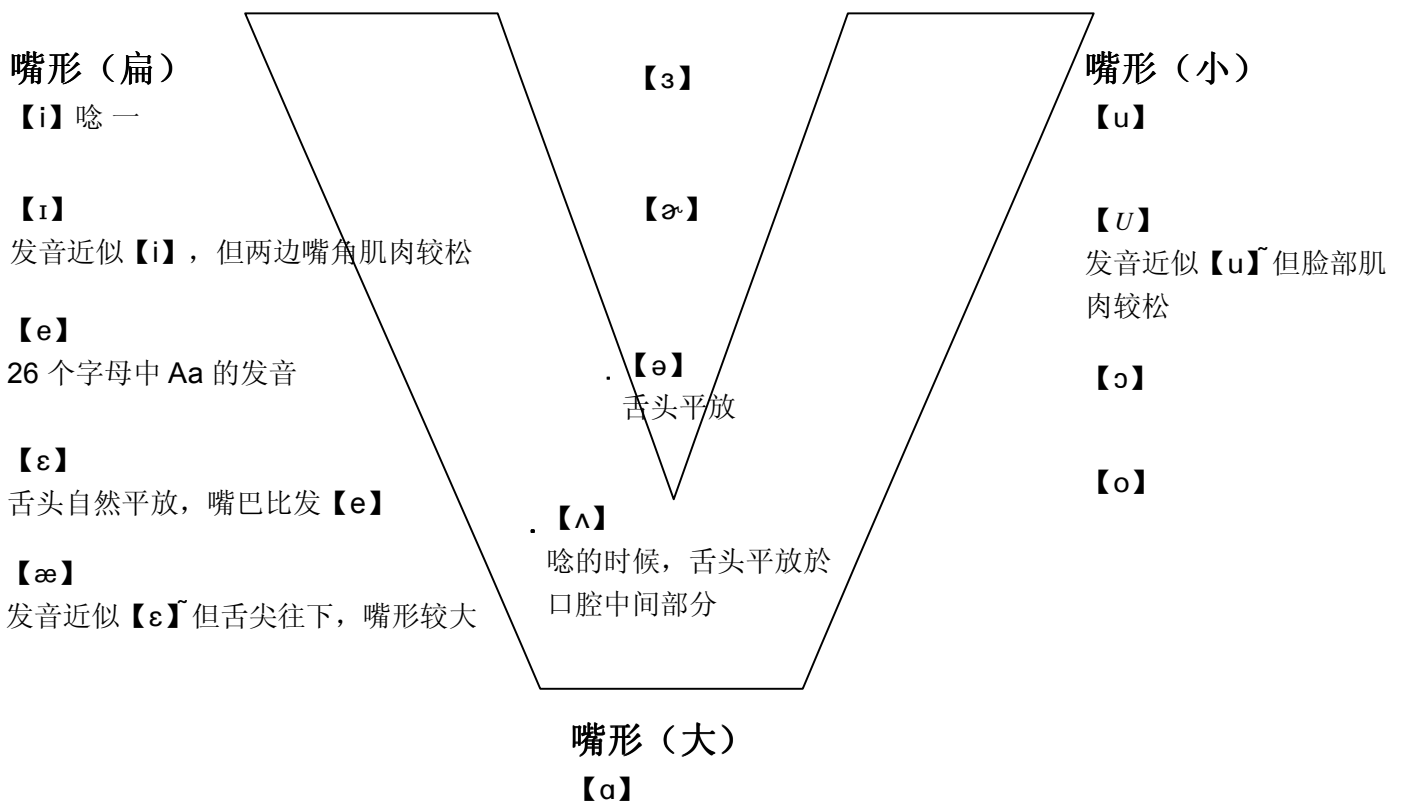 嘴形（扁）
【i】唸 一
【ɪ】
发音近似【i】，但两边嘴角肌肉较松
【e】
26 个字母中 Aa 的发音
【ε】
舌头自然平放，嘴巴比发【e】
【æ】
发音近似【ε】˜但舌尖往下，嘴形较大
【ɜ】
【ɚ】
. 【ə】
舌头平放
. 【ʌ】
唸的时候，舌头平放於
口腔中间部分
嘴形（大）
【ɑ】
嘴形（小）
【u】
【U】
发音近似【u】˜但脸部肌
肉较松
【ɔ】
【o】